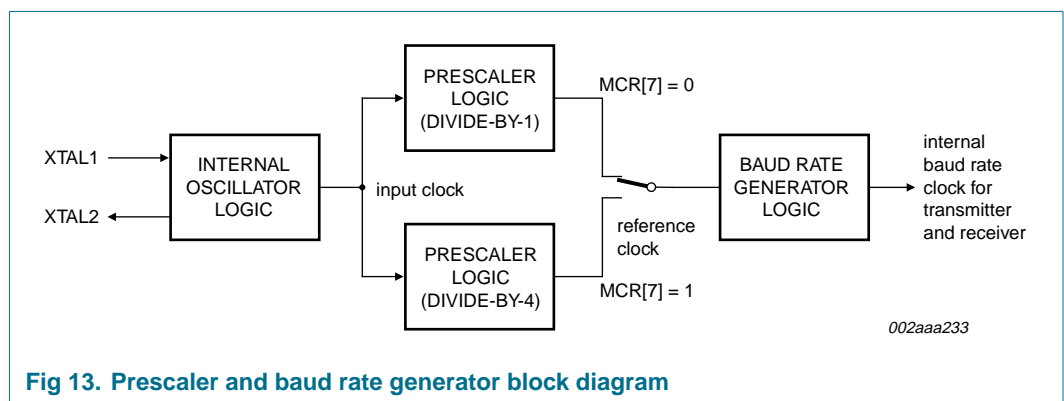 XTAL1
XTAL2
INTERNAL
OSCILLATOR
LOGIC
input clock
PRESCALER
LOGIC
(DIVIDE-BY-1)
MCR[7] = 0
PRESCALER
LOGIC
(DIVIDE-BY-4)
MCR[7] = 1
reference
clock
BAUD RATE
GENERATOR
LOGIC
internal
baud rate
clock for
transmitter
and receiver
002aaa233
Fig 13. Prescaler and baud rate generator block diagram